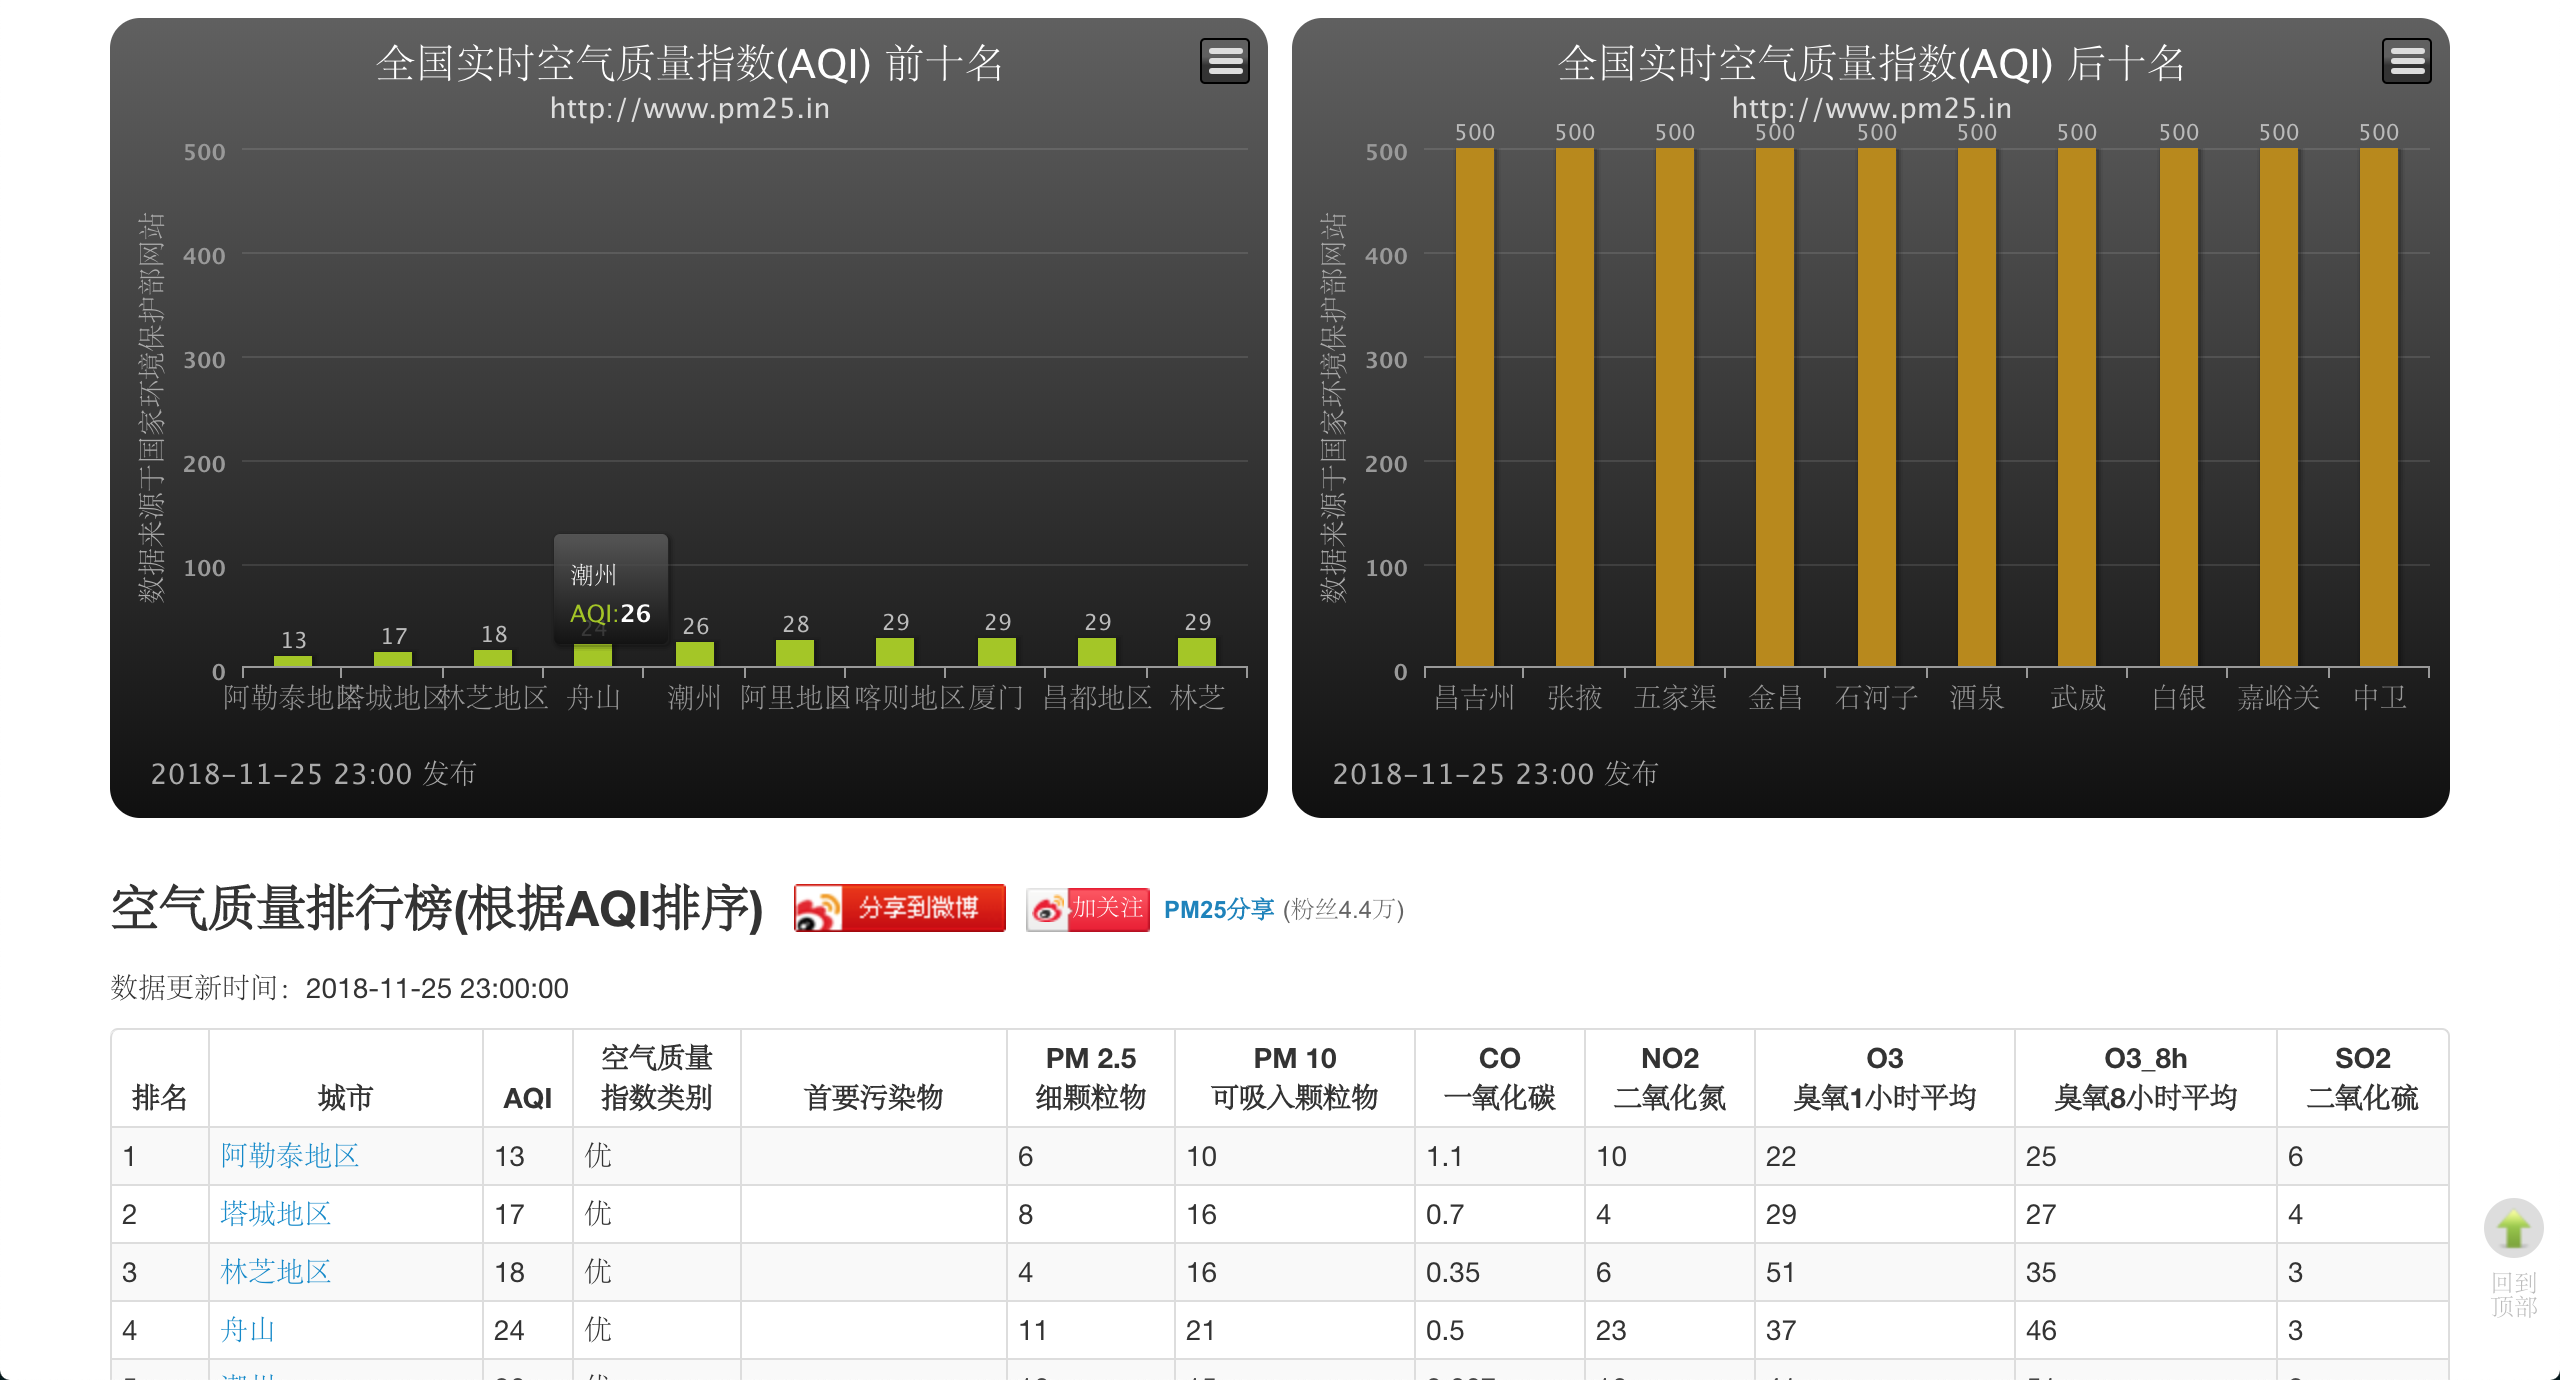 全国实时空气质量指数(AQI) 前十名
http://www.pm25.in
数据来源于国家环境保护部网站
500
400
300
200
100
0
13
17
18
24
26
28
29
29
29
29
潮州
AQI:26
阿勒泰地区
塔城地区
林芝地区
舟山
潮州
阿里地区
喀则地区
厦门
昌都地区
林芝
2018-11-25 23:00 发布
全国实时空气质量指数(AQI) 后十名
http://www.pm25.in
数据来源于国家环境保护部网站
500
400
300
200
100
0
500 500 500 500 500 500 500 500 500 500
昌吉州 张掖 五家渠 金昌 石河子 酒泉 武威 白银 嘉峪关 中卫
2018-11-25 23:00 发布
空气质量排行榜(根据AQI排序) 分享到微博 加关注 PM25分享 (粉丝4.4万)
数据更新时间：2018-11-25 23:00:00
排名 城市 AQI 空气质量指数类别 首要污染物 PM 2.5 细颗粒物 PM 10 可吸入颗粒物 CO 一氧化碳 NO2 二氧化氮 O3 臭氧1小时平均 O3_8h 臭氧8小时平均 SO2 二氧化硫
1 阿勒泰地区 13 优 6 10 1.1 10 22 25 6
2 塔城地区 17 优 8 16 0.7 4 29 27 4
3 林芝地区 18 优 4 16 0.35 6 51 35 3
4 舟山 24 优 11 21 0.5 23 37 46 3
回到
顶部